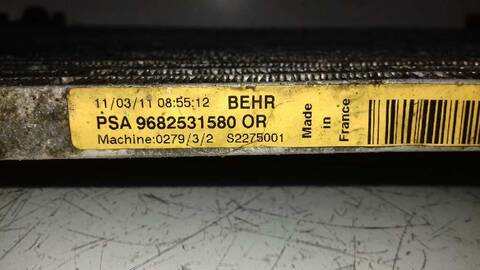 11/03/11 08:55:12 BEHR
PSA 9682531580 OR
Machine:0279/3/2 S2275001
Made
in
France